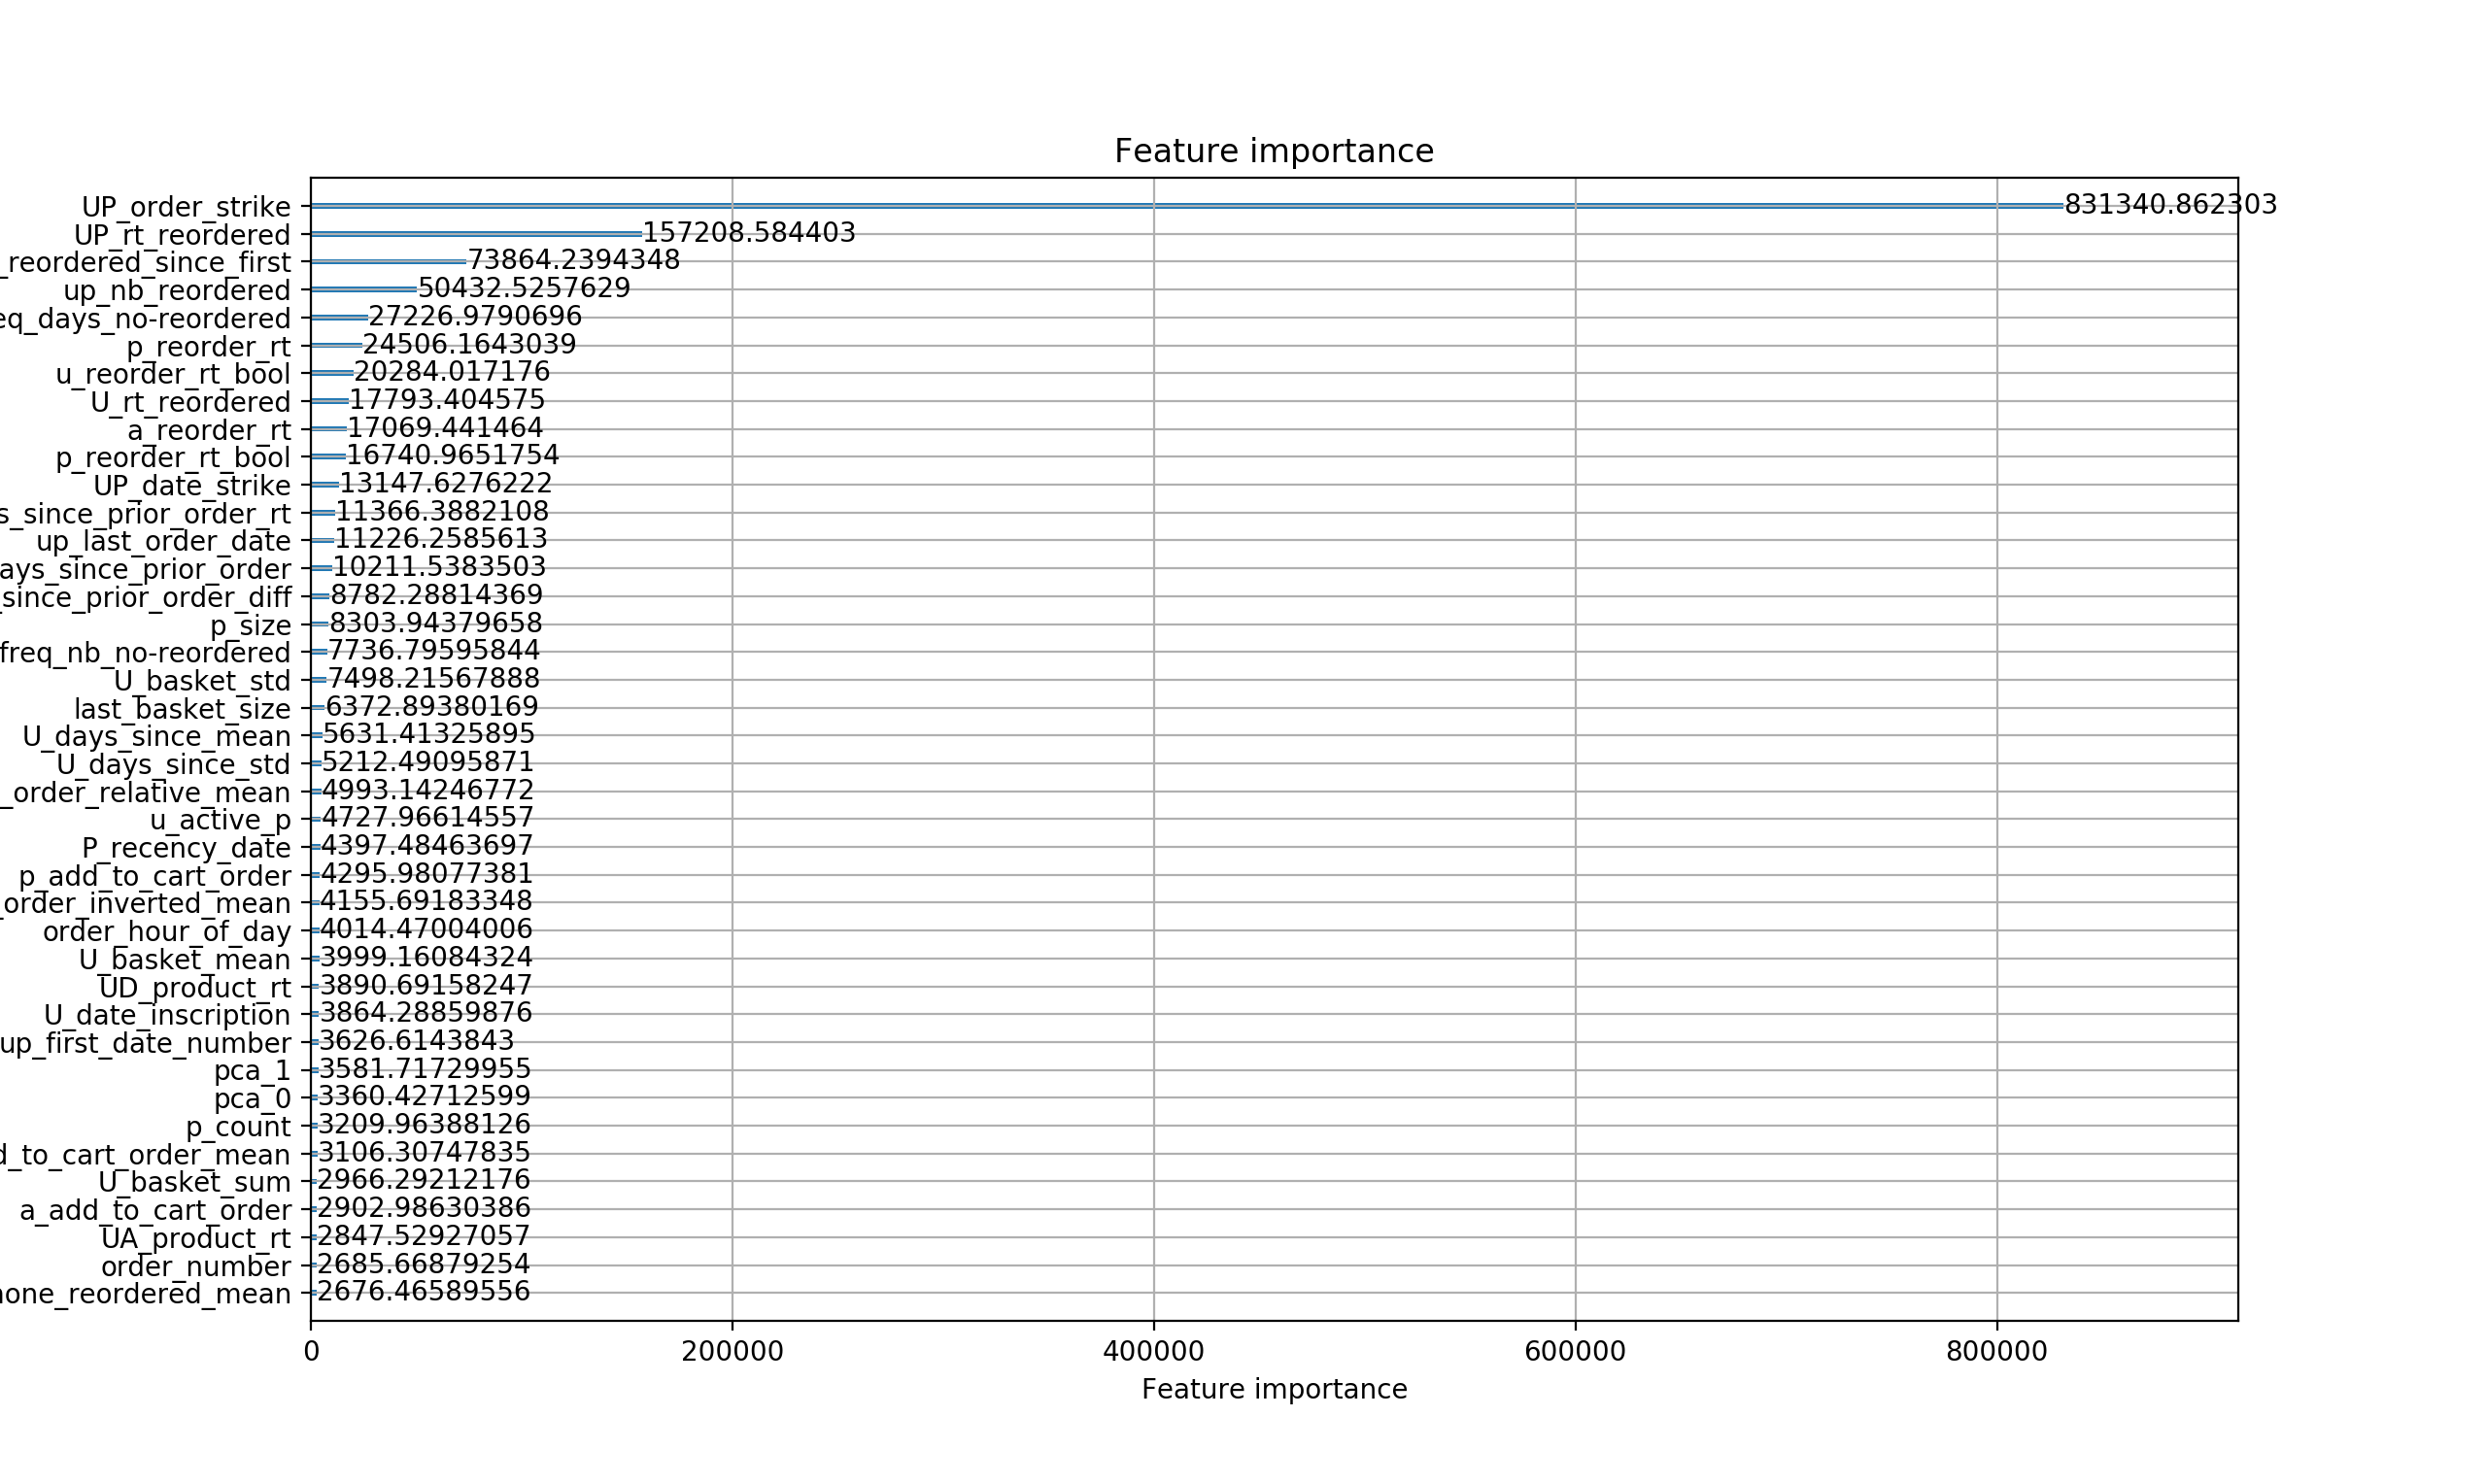 Feature importance
UP_order_strike 831340.862303
UP_rt_reordered 157208.584403
_reordered_since_first 73864.2394348
up_nb_reordered 50432.5257629
eq_days_no-reordered 27226.9790696
p_reorder_rt 24506.1643039
u_reorder_rt_bool 20284.017176
U_rt_reordered 17793.404575
a_reorder_rt 17069.441464
p_reorder_rt_bool 16740.9651754
UP_date_strike 13147.6276222
s_since_prior_order_rt 11366.3882108
up_last_order_date 11226.2585613
ays_since_prior_order 10211.5383503
_since_prior_order_diff 8782.28814369
p_size 8303.94379658
freq_nb_no-reordered 7736.79595844
U_basket_std 7498.21567888
last_basket_size 6372.89380169
U_days_since_mean 5631.41325895
U_days_since_std 5212.49095871
_order_relative_mean 4993.14246772
u_active_p 4727.96614557
P_recency_date 4397.48463697
p_add_to_cart_order 4295.98077381
_order_inverted_mean 4155.69183348
order_hour_of_day 4014.47004006
U_basket_mean 3999.16084324
UD_product_rt 3890.69158247
U_date_inscription 3864.28859876
up_first_date_number 3626.6143843
pca_1 3581.71729955
pca_0 3360.42712599
p_count 3209.96388126
d_to_cart_order_mean 3106.30747835
U_basket_sum 2966.29212176
a_add_to_cart_order 2902.98630386
UA_product_rt 2847.52927057
order_number 2685.66879254
none_reordered_mean 2676.46589556
0 200000 400000 600000 800000
Feature importance